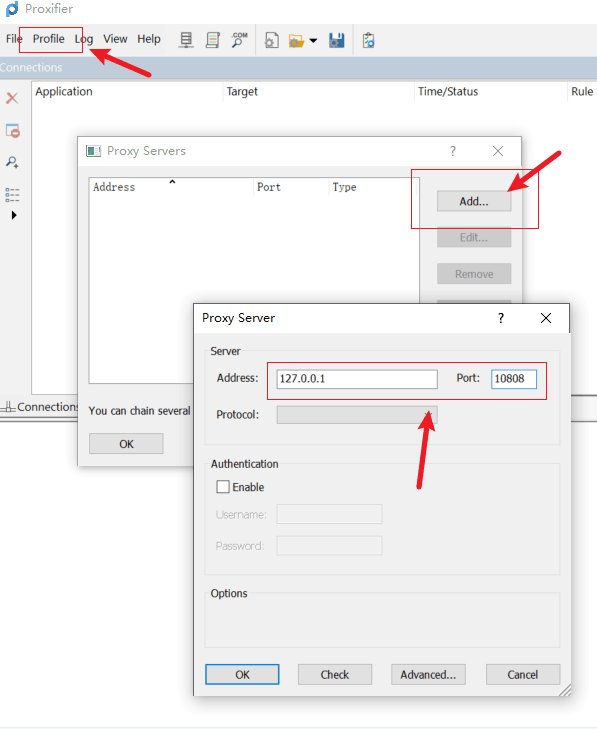 Proxifier
File Profile Log View Help
.COM
Connections
Application Target Time/Status Rule
Proxy Servers ?
Address Port Type
Add...
Edit...
Remove
Proxy Server ?
Server
Address: 127.0.0.1 Port: 10808
Protocol:
Connections
You can chain several
OK
Authentication
Enable
Username:
Password:
Options
OK Check Advanced... Cancel